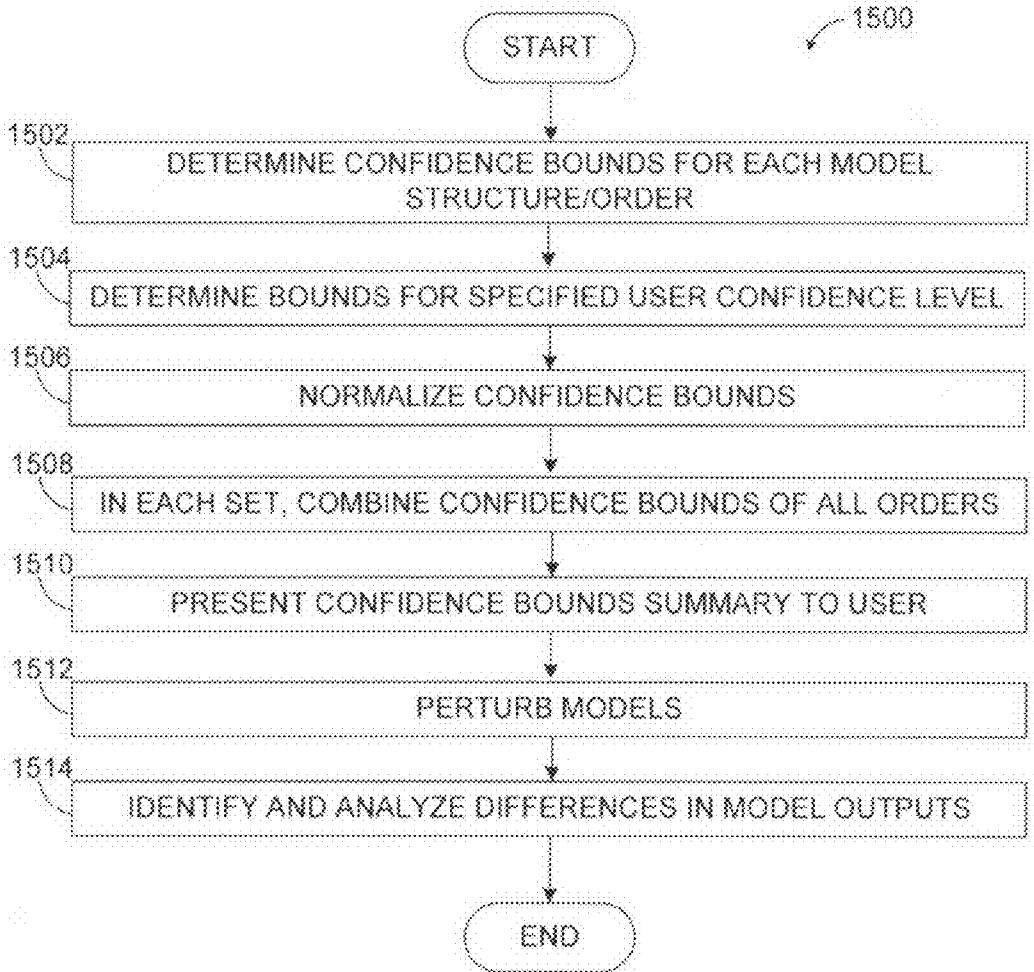 START
1500
1502
DETERMINE CONFIDENCE BOUNDS FOR EACH MODEL
STRUCTURE/ORDER
1504
DETERMINE BOUNDS FOR SPECIFIED USER CONFIDENCE LEVEL
1506
NORMALIZE CONFIDENCE BOUNDS
1508
IN EACH SET, COMBINE CONFIDENCE BOUNDS OF ALL ORDERS
1510
PRESENT CONFIDENCE BOUNDS SUMMARY TO USER
1512
PERTURB MODELS
1514
IDENTIFY AND ANALYZE DIFFERENCES IN MODEL OUTPUTS
END